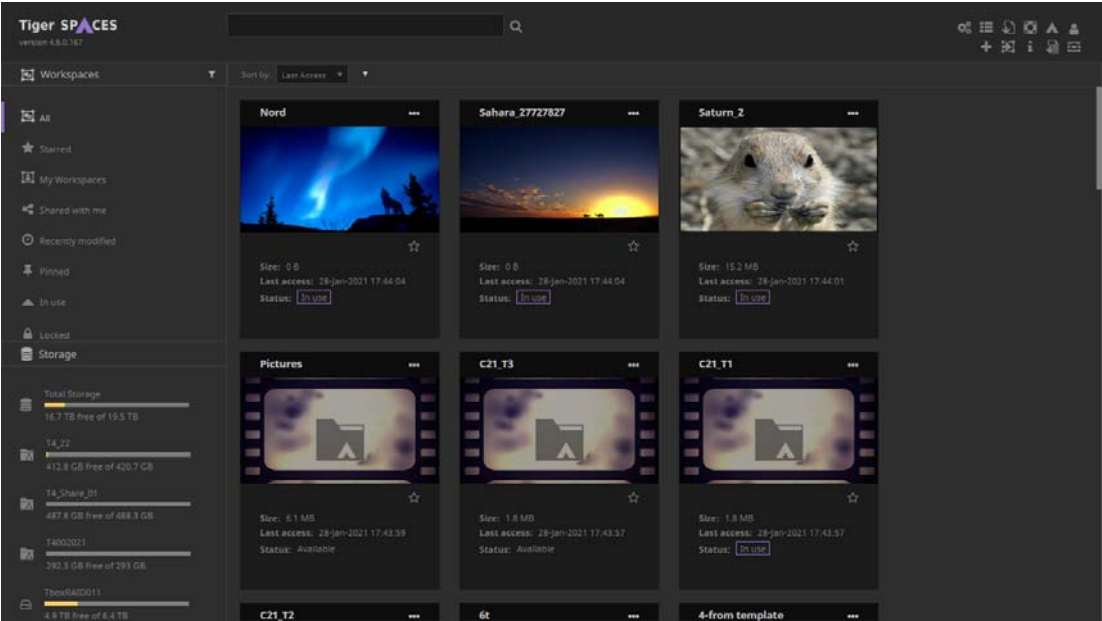 Tiger SPACES
version 4.6.0.167
Workspaces
Sort by Last Access
All
Starred
My Workspaces
Shared with me
Recently modified
Pinned
In use
Locked
Storage
Total Storage
16.7 TB free of 19.5 TB
T4_22
412.8 GB free of 420.7 GB
T4_Share_01
487.8 GB free of 488.3 GB
T4002021
292.3 GB free of 293 GB
TboxRAID011
4.9 TB free of 6.4 TB
Nord
Size: 0 B
Last access: 28-Jan-2021 17:44:04
Status: In use
Sahara_27727827
Size: 0 B
Last access: 28-Jan-2021 17:44:04
Status: In use
Saturn_2
Size: 15.2 MB
Last access: 28-Jan-2021 17:44:01
Status: In use
Pictures
Size: 6.1 MB
Last access: 28-Jan-2021 17:43:59
Status: Available
C21_T3
Size: 1.8 MB
Last access: 28-Jan-2021 17:43:57
Status: Available
C21_T1
Size: 1.8 MB
Last access: 28-Jan-2021 17:43:57
Status: In use
C21_T2
6t
4-from template